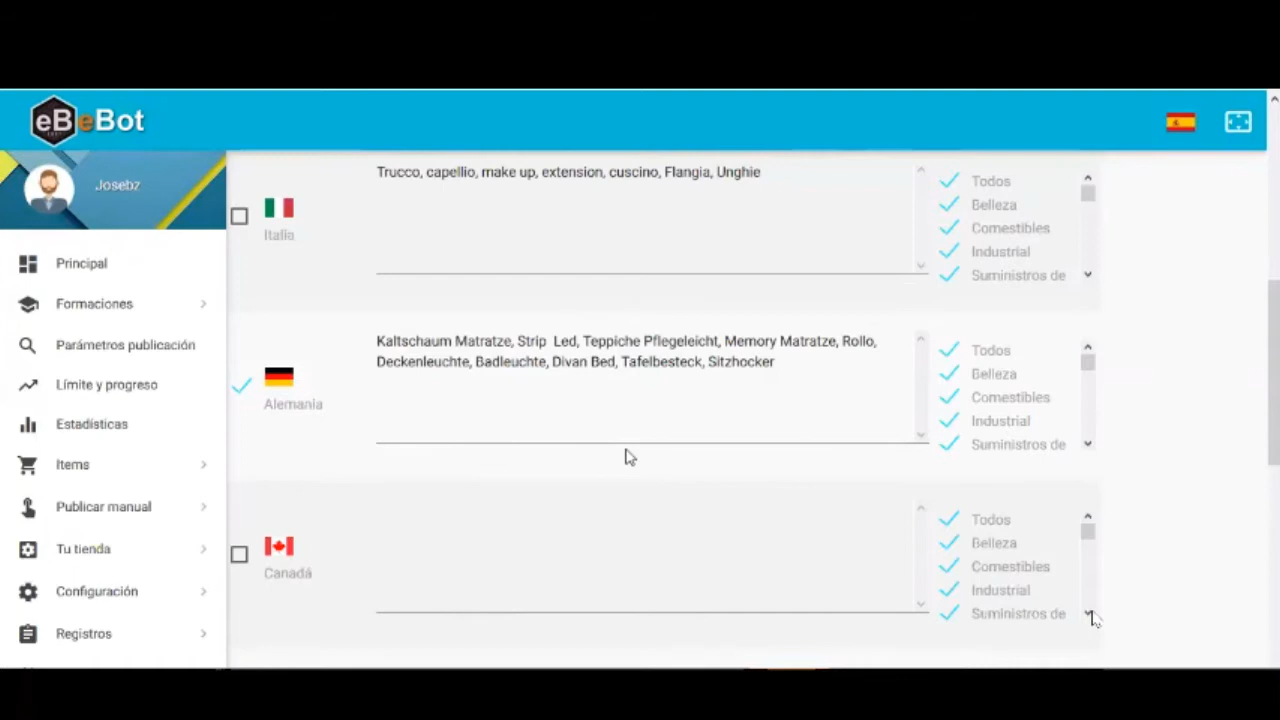 eB eBot
Josebz
Principal
Formaciones
Parámetros publicación
Límite y progreso
Estadísticas
Items
Publicar manual
Tu tienda
Configuración
Registros
Italia
Trucco, capellio, make up, extension, cuscino, Flangia, Unghie
Todos
Belleza
Comestibles
Industrial
Suministros de
Alemania
Kaltschaum Matratze, Strip  Led, Teppiche Pflegeleicht, Memory Matratze, Rollo,
Deckenleuchte, Badleuchte, Divan Bed, Tafelbesteck, Sitzhocker
Todos
Belleza
Comestibles
Industrial
Suministros de
Canadá
Todos
Belleza
Comestibles
Industrial
Suministros de